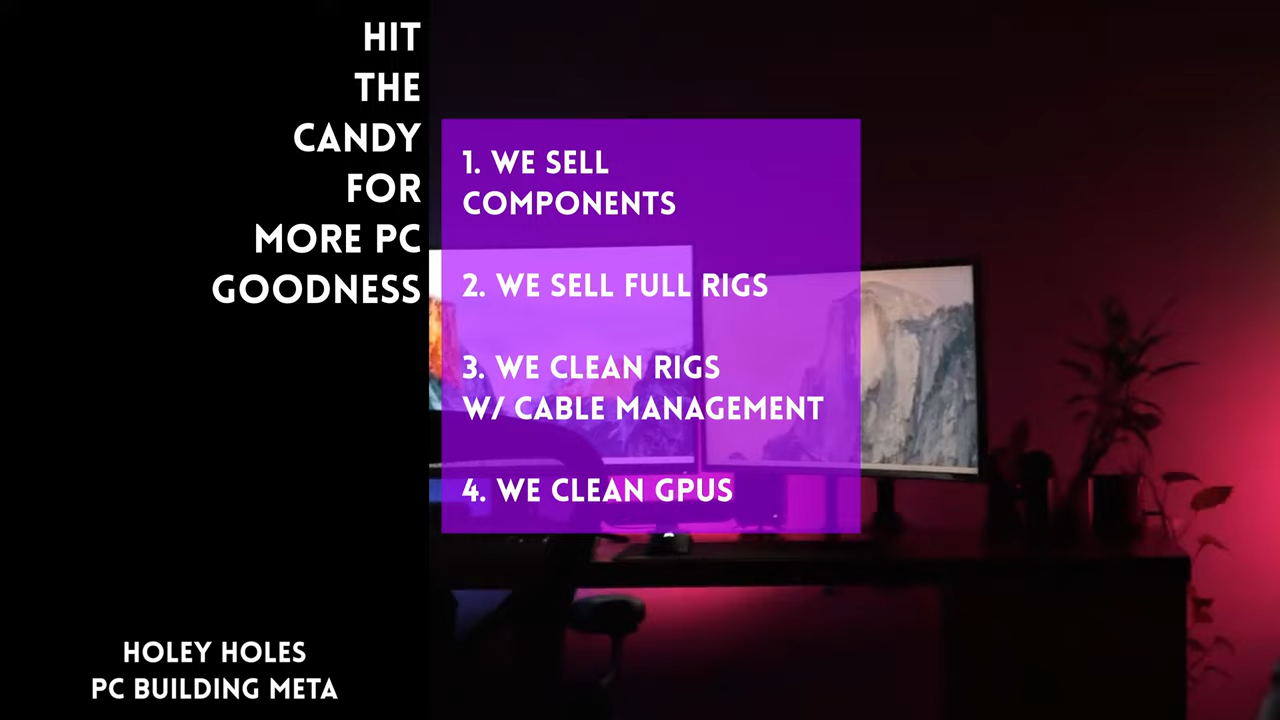 HIT
THE
CANDY
FOR
MORE PC
GOODNESS
1. WE SELL
COMPONENTS
2. WE SELL FULL RIGS
3. WE CLEAN RIGS
W/ CABLE MANAGEMENT
4. WE CLEAN GPUS
HOLEY HOLES
PC BUILDING META